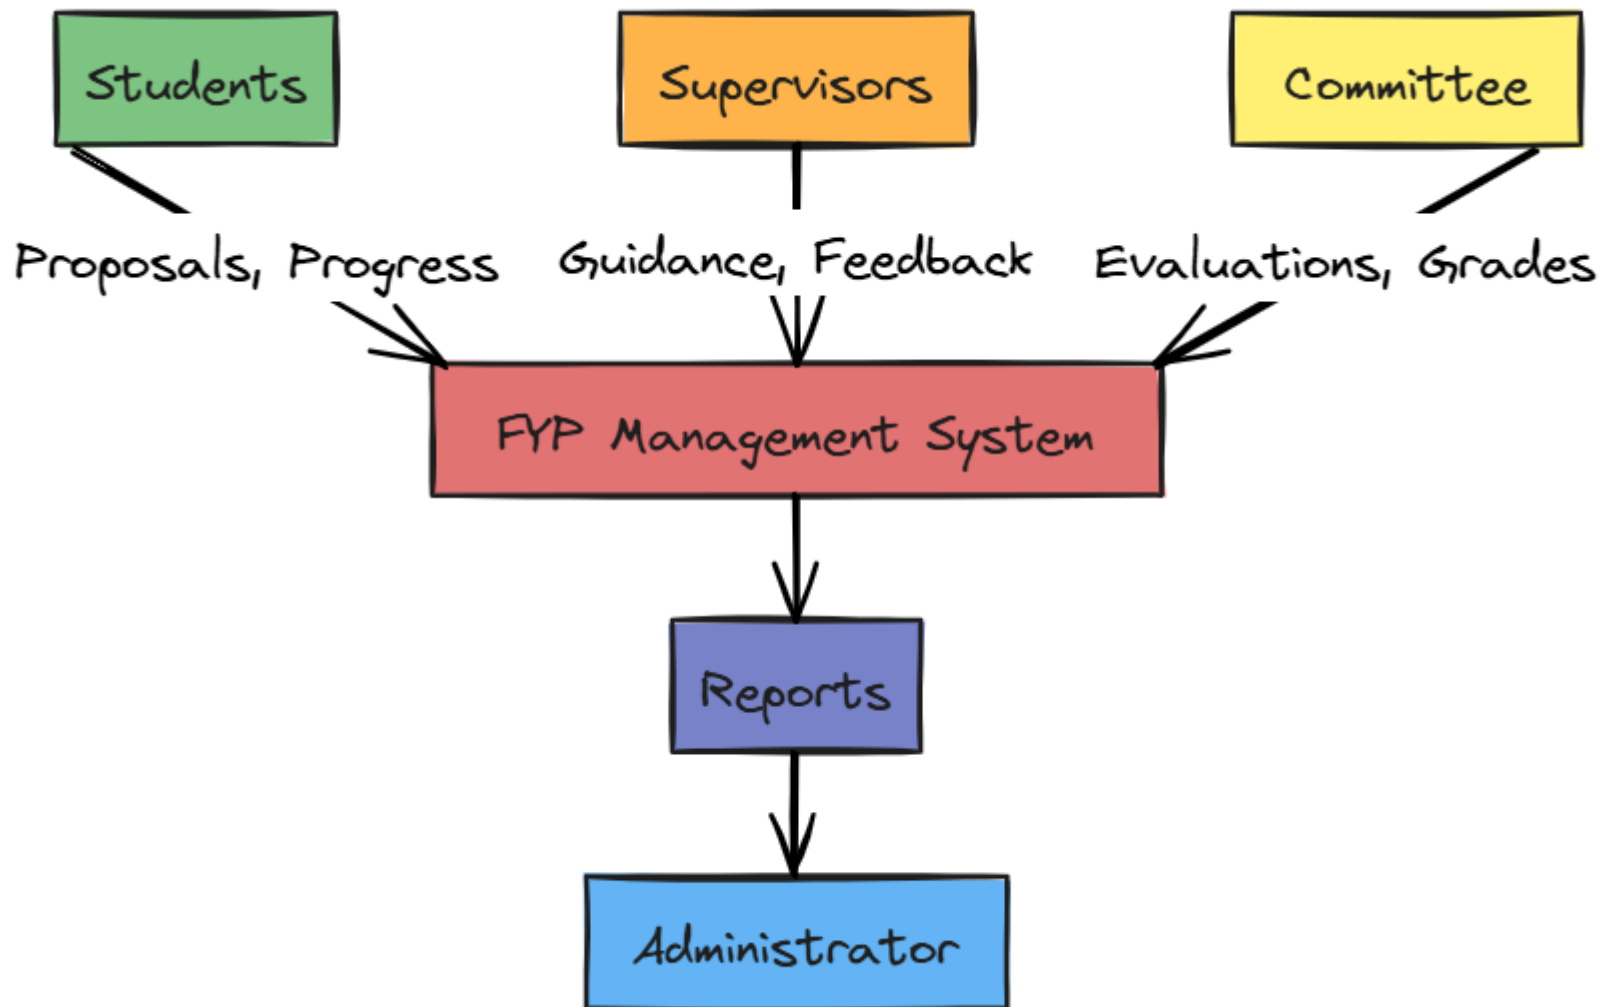 Students
Supervisors
Committee
Proposals, Progress
Guidance, Feedback
Evaluations, Grades
FYP Management System
Reports
Administrator